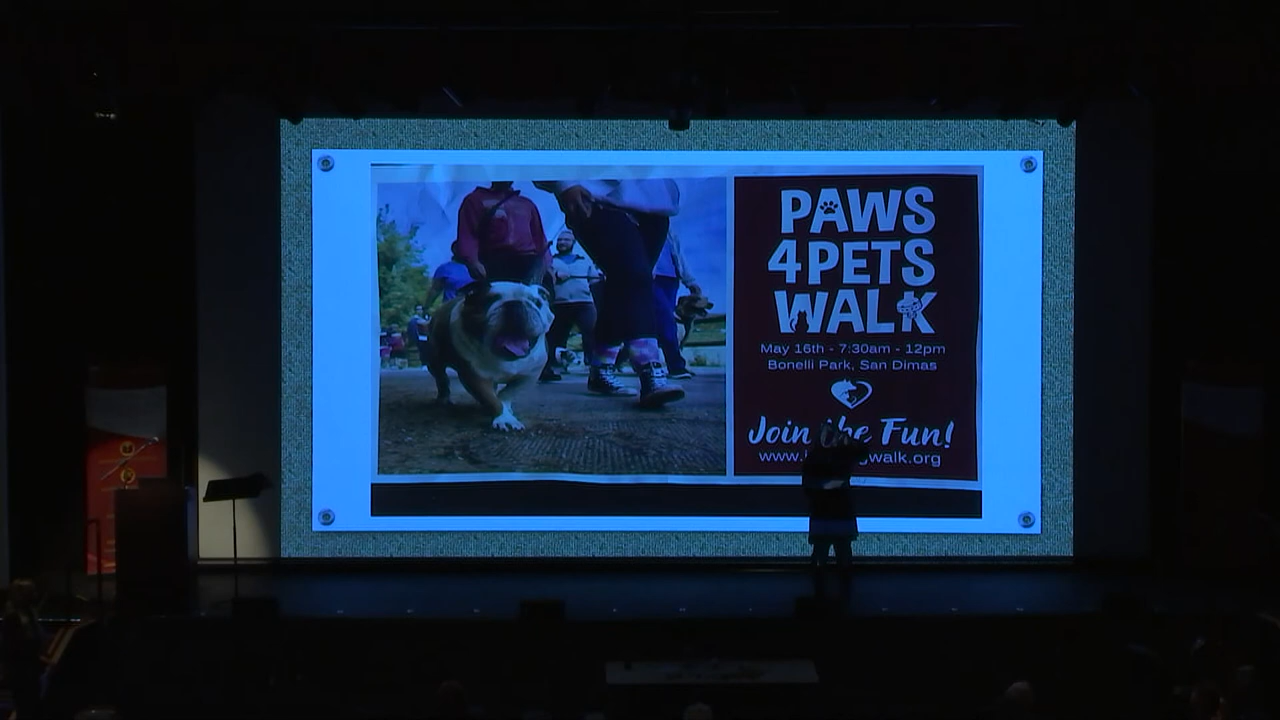 PAWS
4PETS
WALK
May 16th - 7:30am - 12pm
Bonelli Park, San Dimas
Join the Fun!